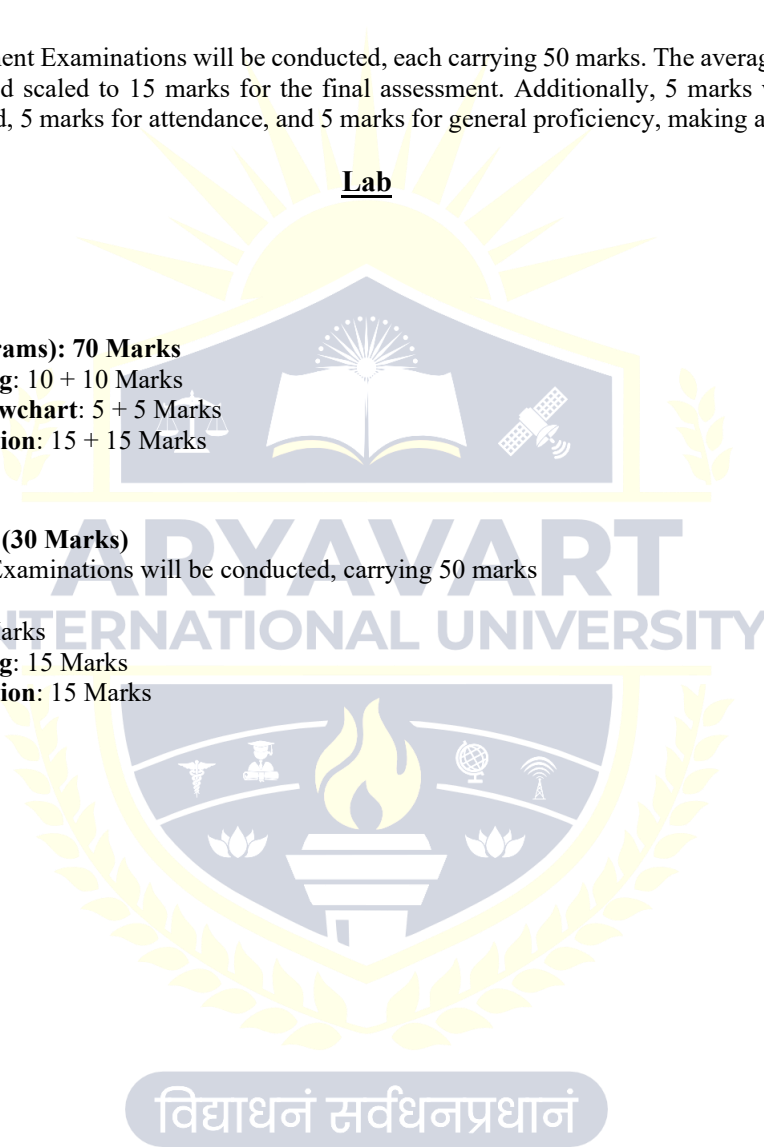 ent Examinations will be conducted, each carrying 50 marks. The averag
d scaled to 15 marks for the final assessment. Additionally, 5 marks
d, 5 marks for attendance, and 5 marks for general proficiency, making a
Lab
rams): 70 Marks
g: 10 + 10 Marks
wchart: 5 + 5 Marks
ion: 15 + 15 Marks
(30 Marks)
Examinations will be conducted, carrying 50 marks
arks
g: 15 Marks
ion: 15 Marks
ARYAVART
INTERNATIONAL UNIVERSITY
विद्याधनं सर्वधनप्रधानं